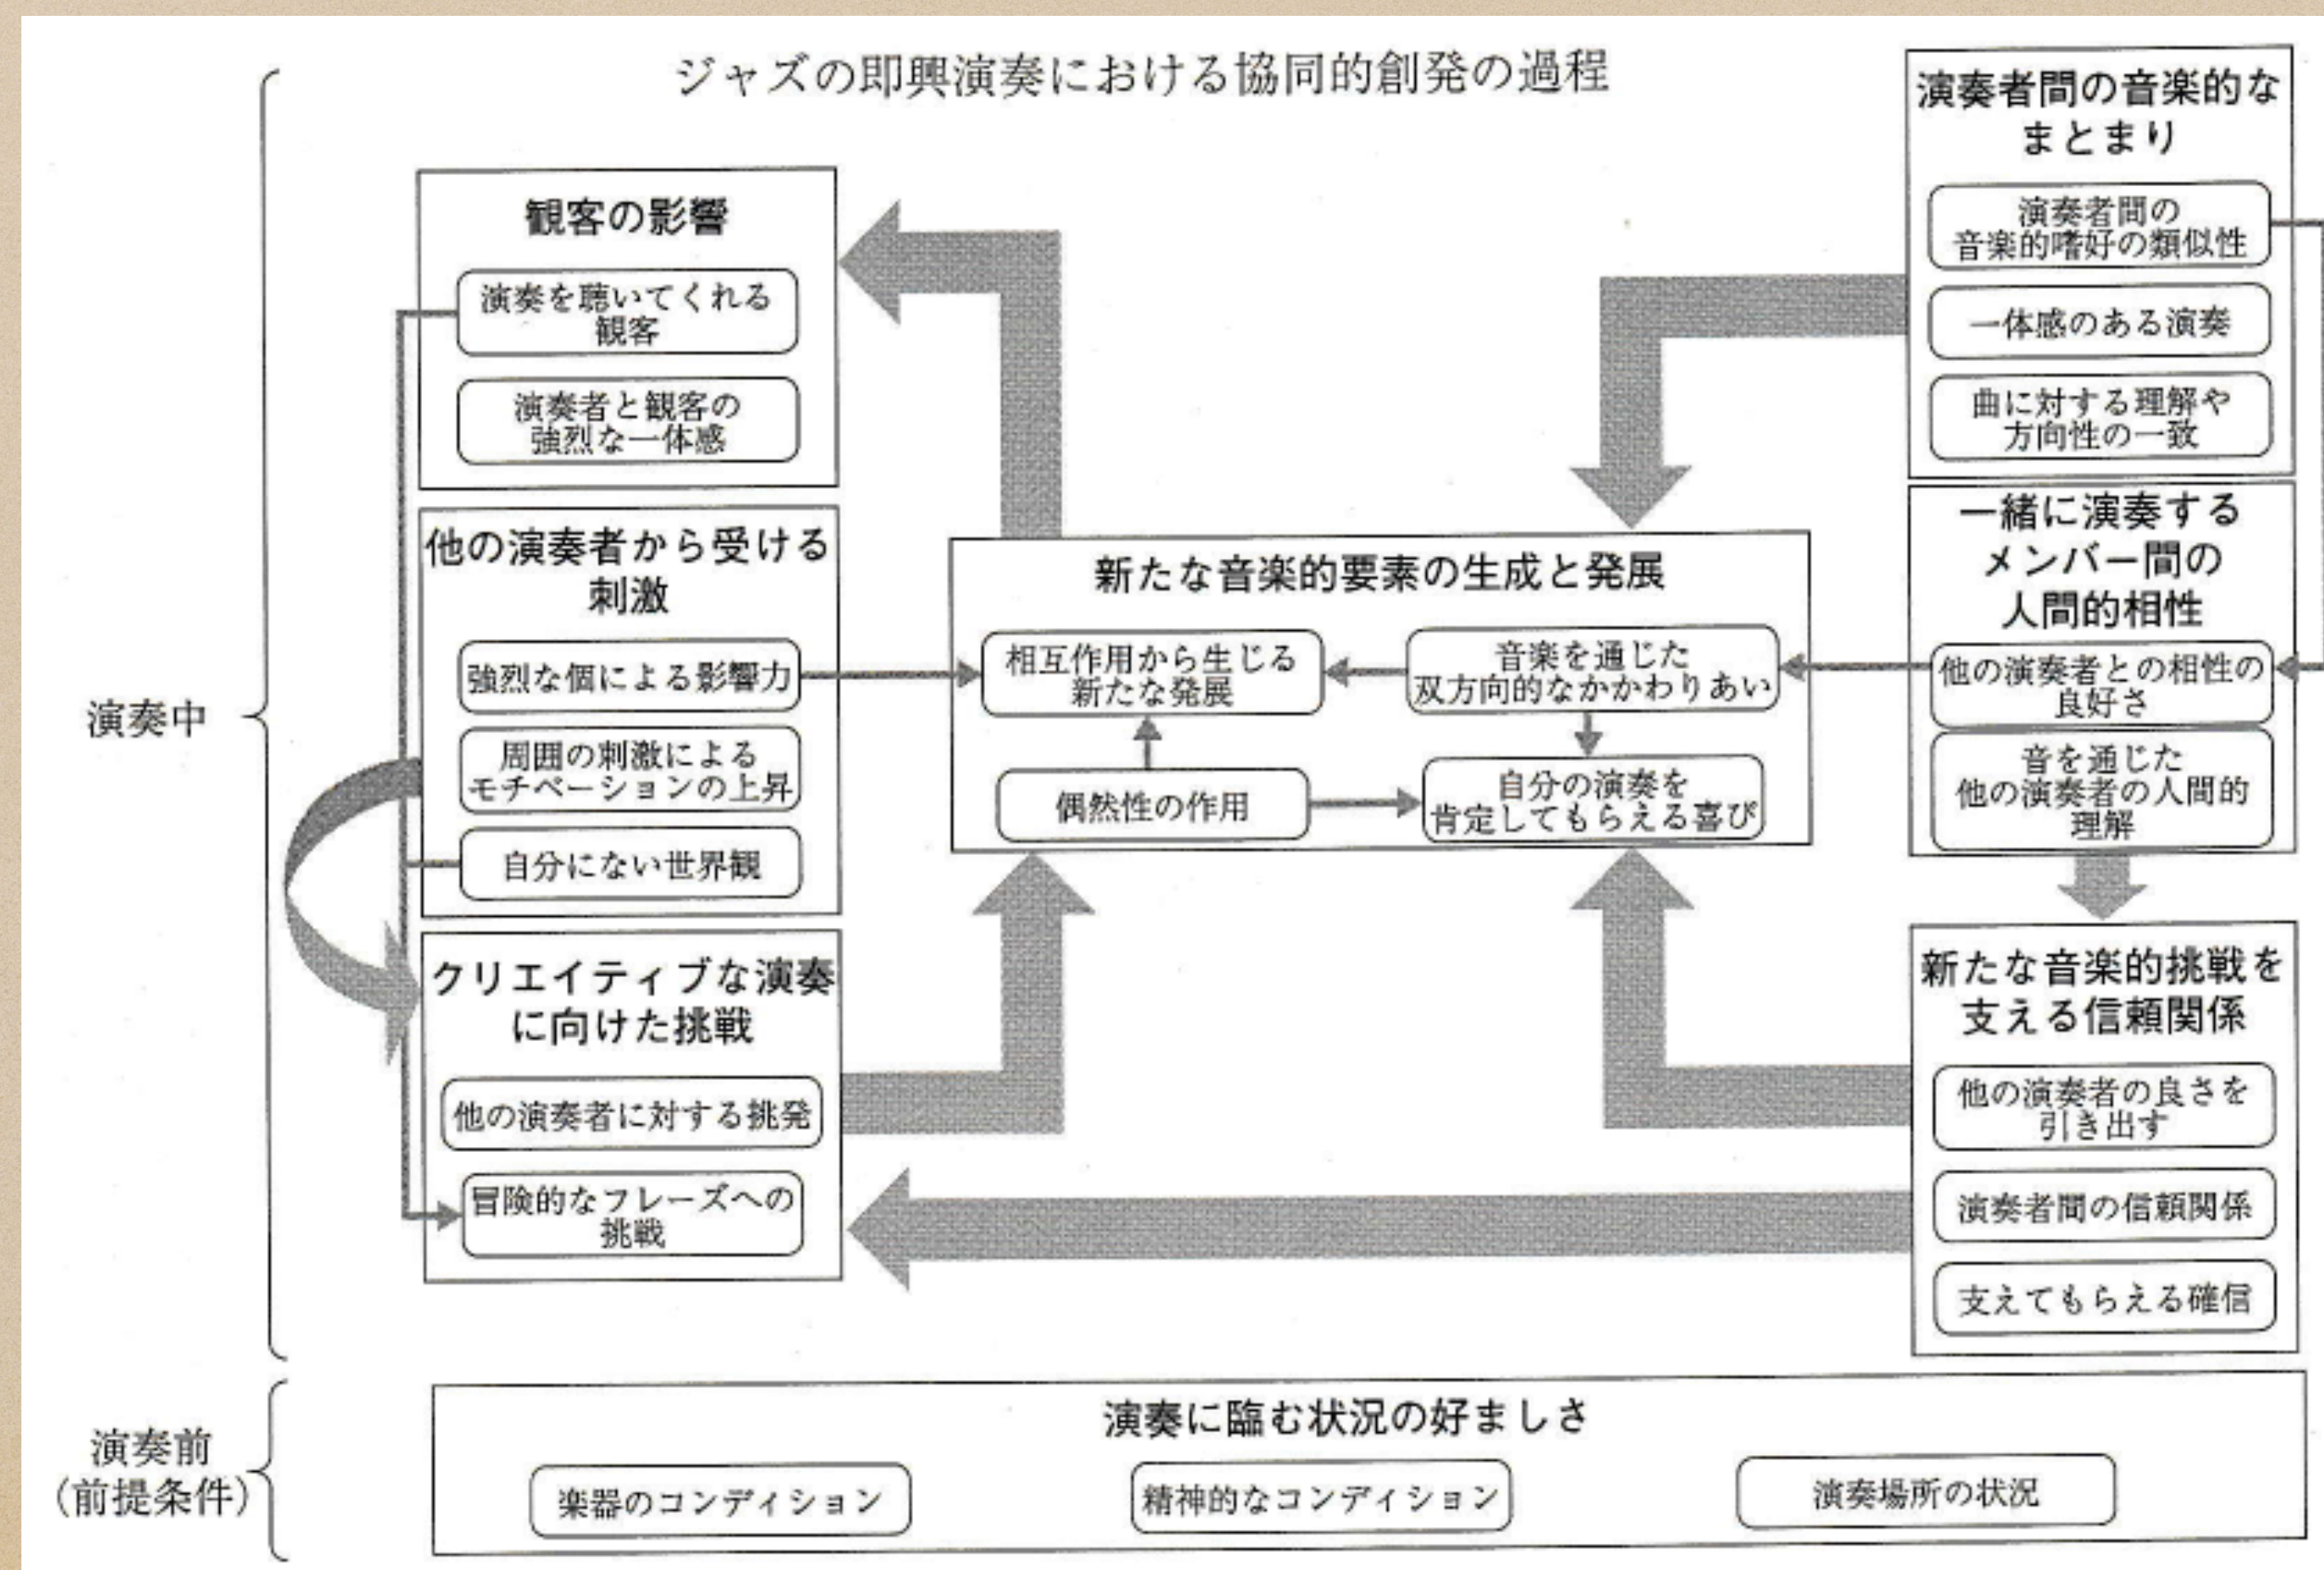 ジャズの即興演奏における協同的創発の過程
演奏者間の音楽的な
まとまり
演奏者間の
音楽的嗜好の類似性
一体感のある演奏
曲に対する理解や
方向性の一致
観客の影響
演奏を聴いてくれる
観客
演奏者と観客の
強烈な一体感
他の演奏者から受ける
刺激
強烈な個による影響力
周囲の刺激による
モチベーションの上昇
自分にない世界観
新たな音楽的要素の生成と発展
相互作用から生じる
新たな発展
音楽を通じた
双方向的なかかわりあい
偶然性の作用
自分の演奏を
肯定してもらえる喜び
一緒に演奏する
メンバー間の
人間的相性
他の演奏者との相性の
良好さ
音を通じた
他の演奏者の人間的
理解
演奏中
クリエイティブな演奏
に向けた挑戦
他の演奏者に対する挑発
冒険的なフレーズへの
挑戦
新たな音楽的挑戦を
支える信頼関係
他の演奏者の良さを
引き出す
演奏者間の信頼関係
支えてもらえる確信
演奏前
(前提条件)
演奏に臨む状況の好ましさ
楽器のコンディション
精神的なコンディション
演奏場所の状況